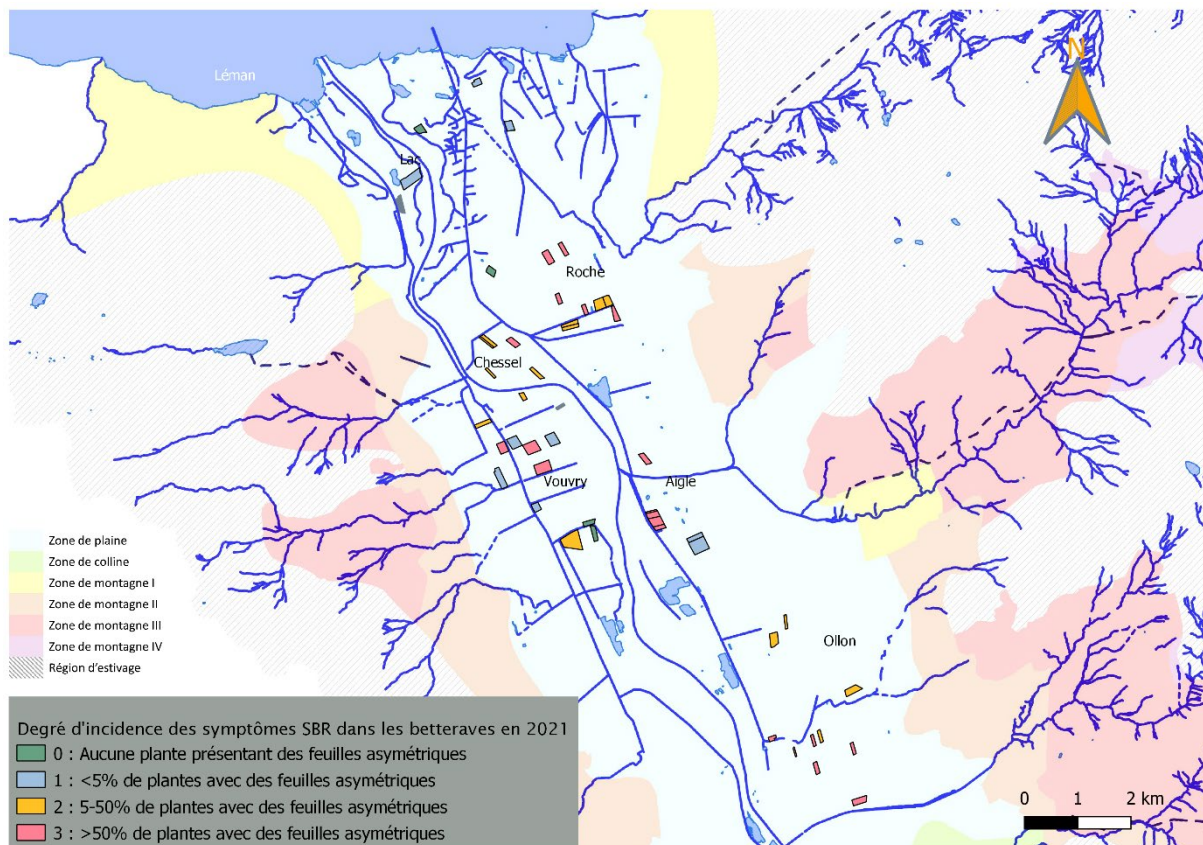 N
Léman
Lac
Roche
Chessel
Vouvry
Aigle
Ollon
Zone de plaine
Zone de colline
Zone de montagne I
Zone de montagne II
Zone de montagne III
Zone de montagne IV
Région d'estivage
Degré d'incidence des symptômes SBR dans les betteraves en 2021
0 : Aucune plante présentant des feuilles asymétriques
1 : <5% de plantes avec des feuilles asymétriques
2 : 5-50% de plantes avec des feuilles asymétriques
3 : >50% de plantes avec des feuilles asymétriques
0 1 2 km